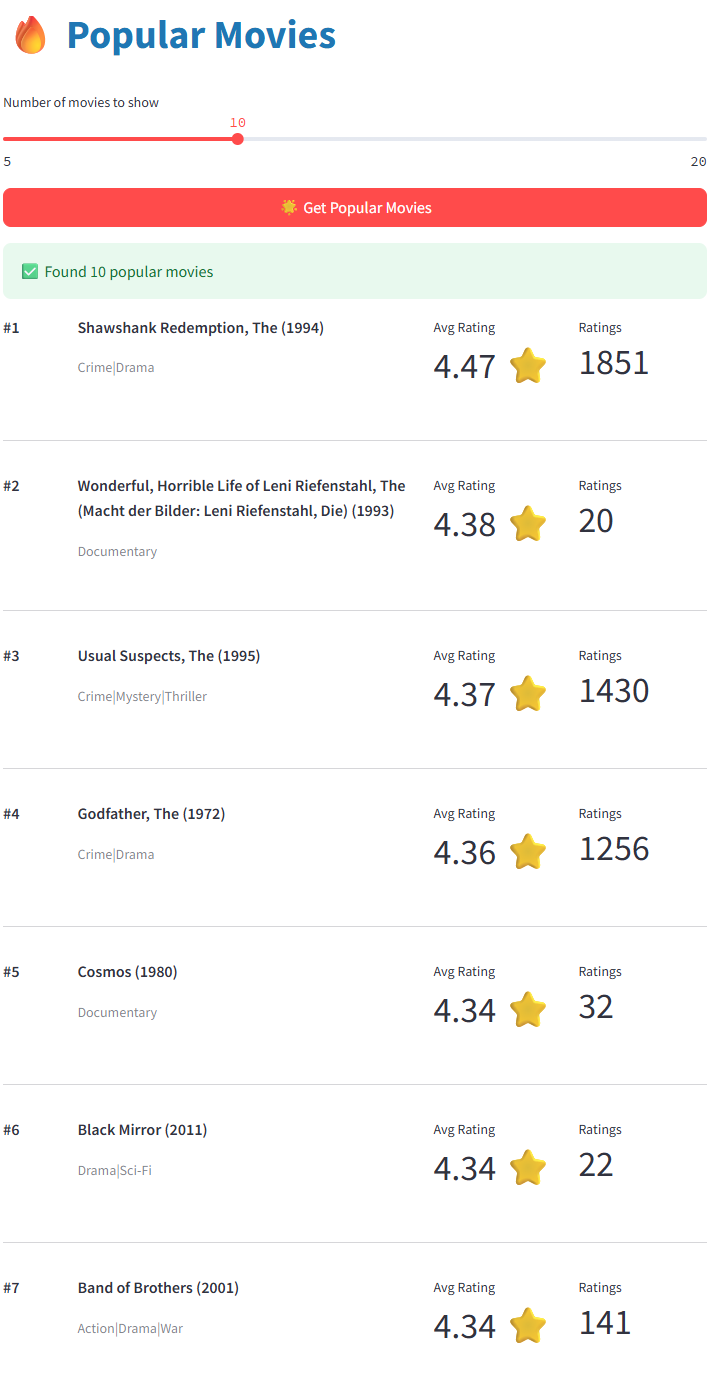 Popular Movies
Number of movies to show
10
5 20
Get Popular Movies
Found 10 popular movies
#1 Shawshank Redemption, The (1994) Avg Rating Ratings
Crime|Drama 4.47 1851
#2 Wonderful, Horrible Life of Leni Riefenstahl, The Avg Rating Ratings
(Macht der Bilder: Leni Riefenstahl, Die) (1993) 4.38 20
Documentary
#3 Usual Suspects, The (1995) Avg Rating Ratings
Crime|Mystery|Thriller 4.37 1430
#4 Godfather, The (1972) Avg Rating Ratings
Crime|Drama 4.36 1256
#5 Cosmos (1980) Avg Rating Ratings
Documentary 4.34 32
#6 Black Mirror (2011) Avg Rating Ratings
Drama|Sci-Fi 4.34 22
#7 Band of Brothers (2001) Avg Rating Ratings
Action|Drama|War 4.34 141